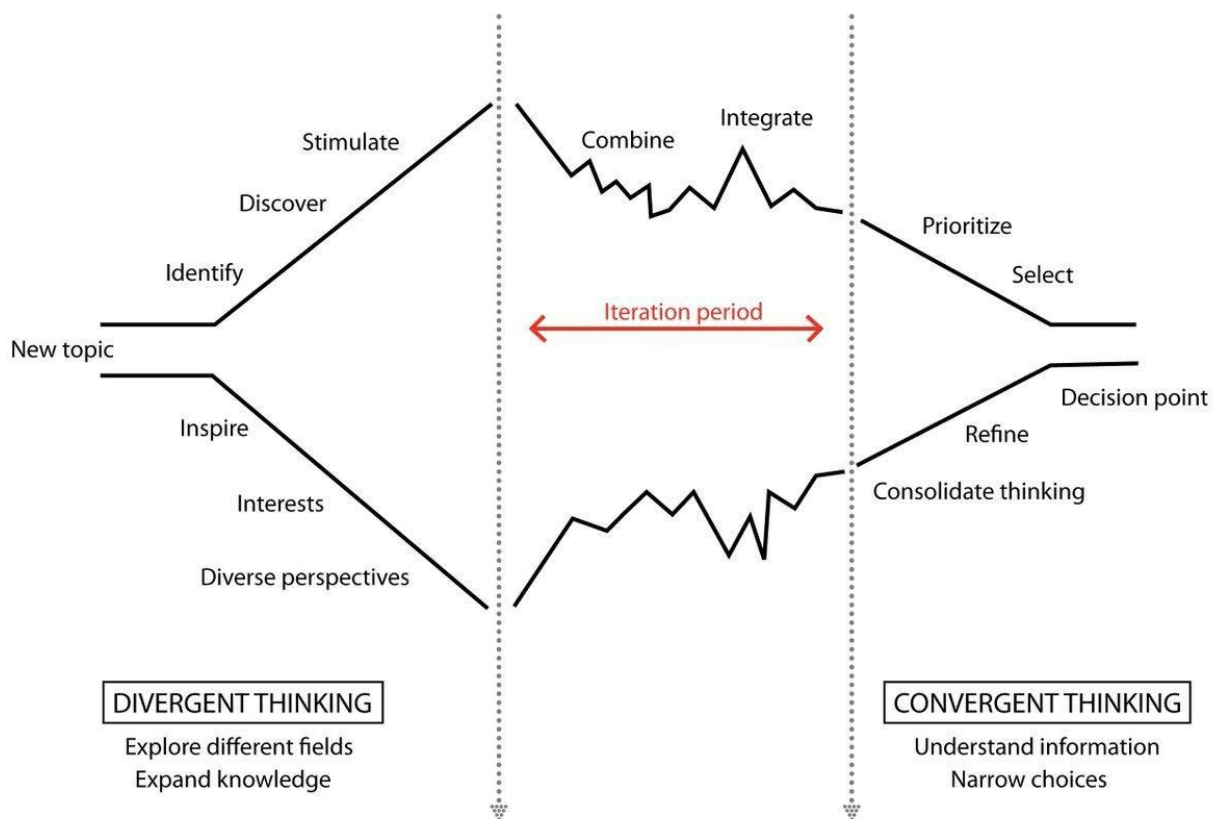 New topic
Identify
Discover
Stimulate
Inspire
Interests
Diverse perspectives
DIVERGENT THINKING
Explore different fields
Expand knowledge
Combine
Integrate
Iteration period
Prioritize
Select
Decision point
Refine
Consolidate thinking
CONVERGENT THINKING
Understand information
Narrow choices